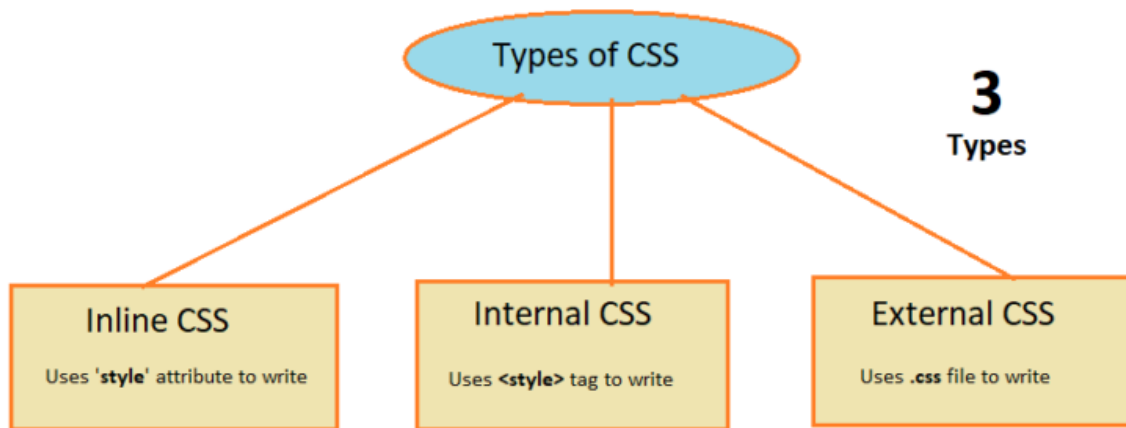 Types of CSS
3
Types
Inline CSS
Uses 'style' attribute to write
Internal CSS
Uses <style> tag to write
External CSS
Uses .css file to write